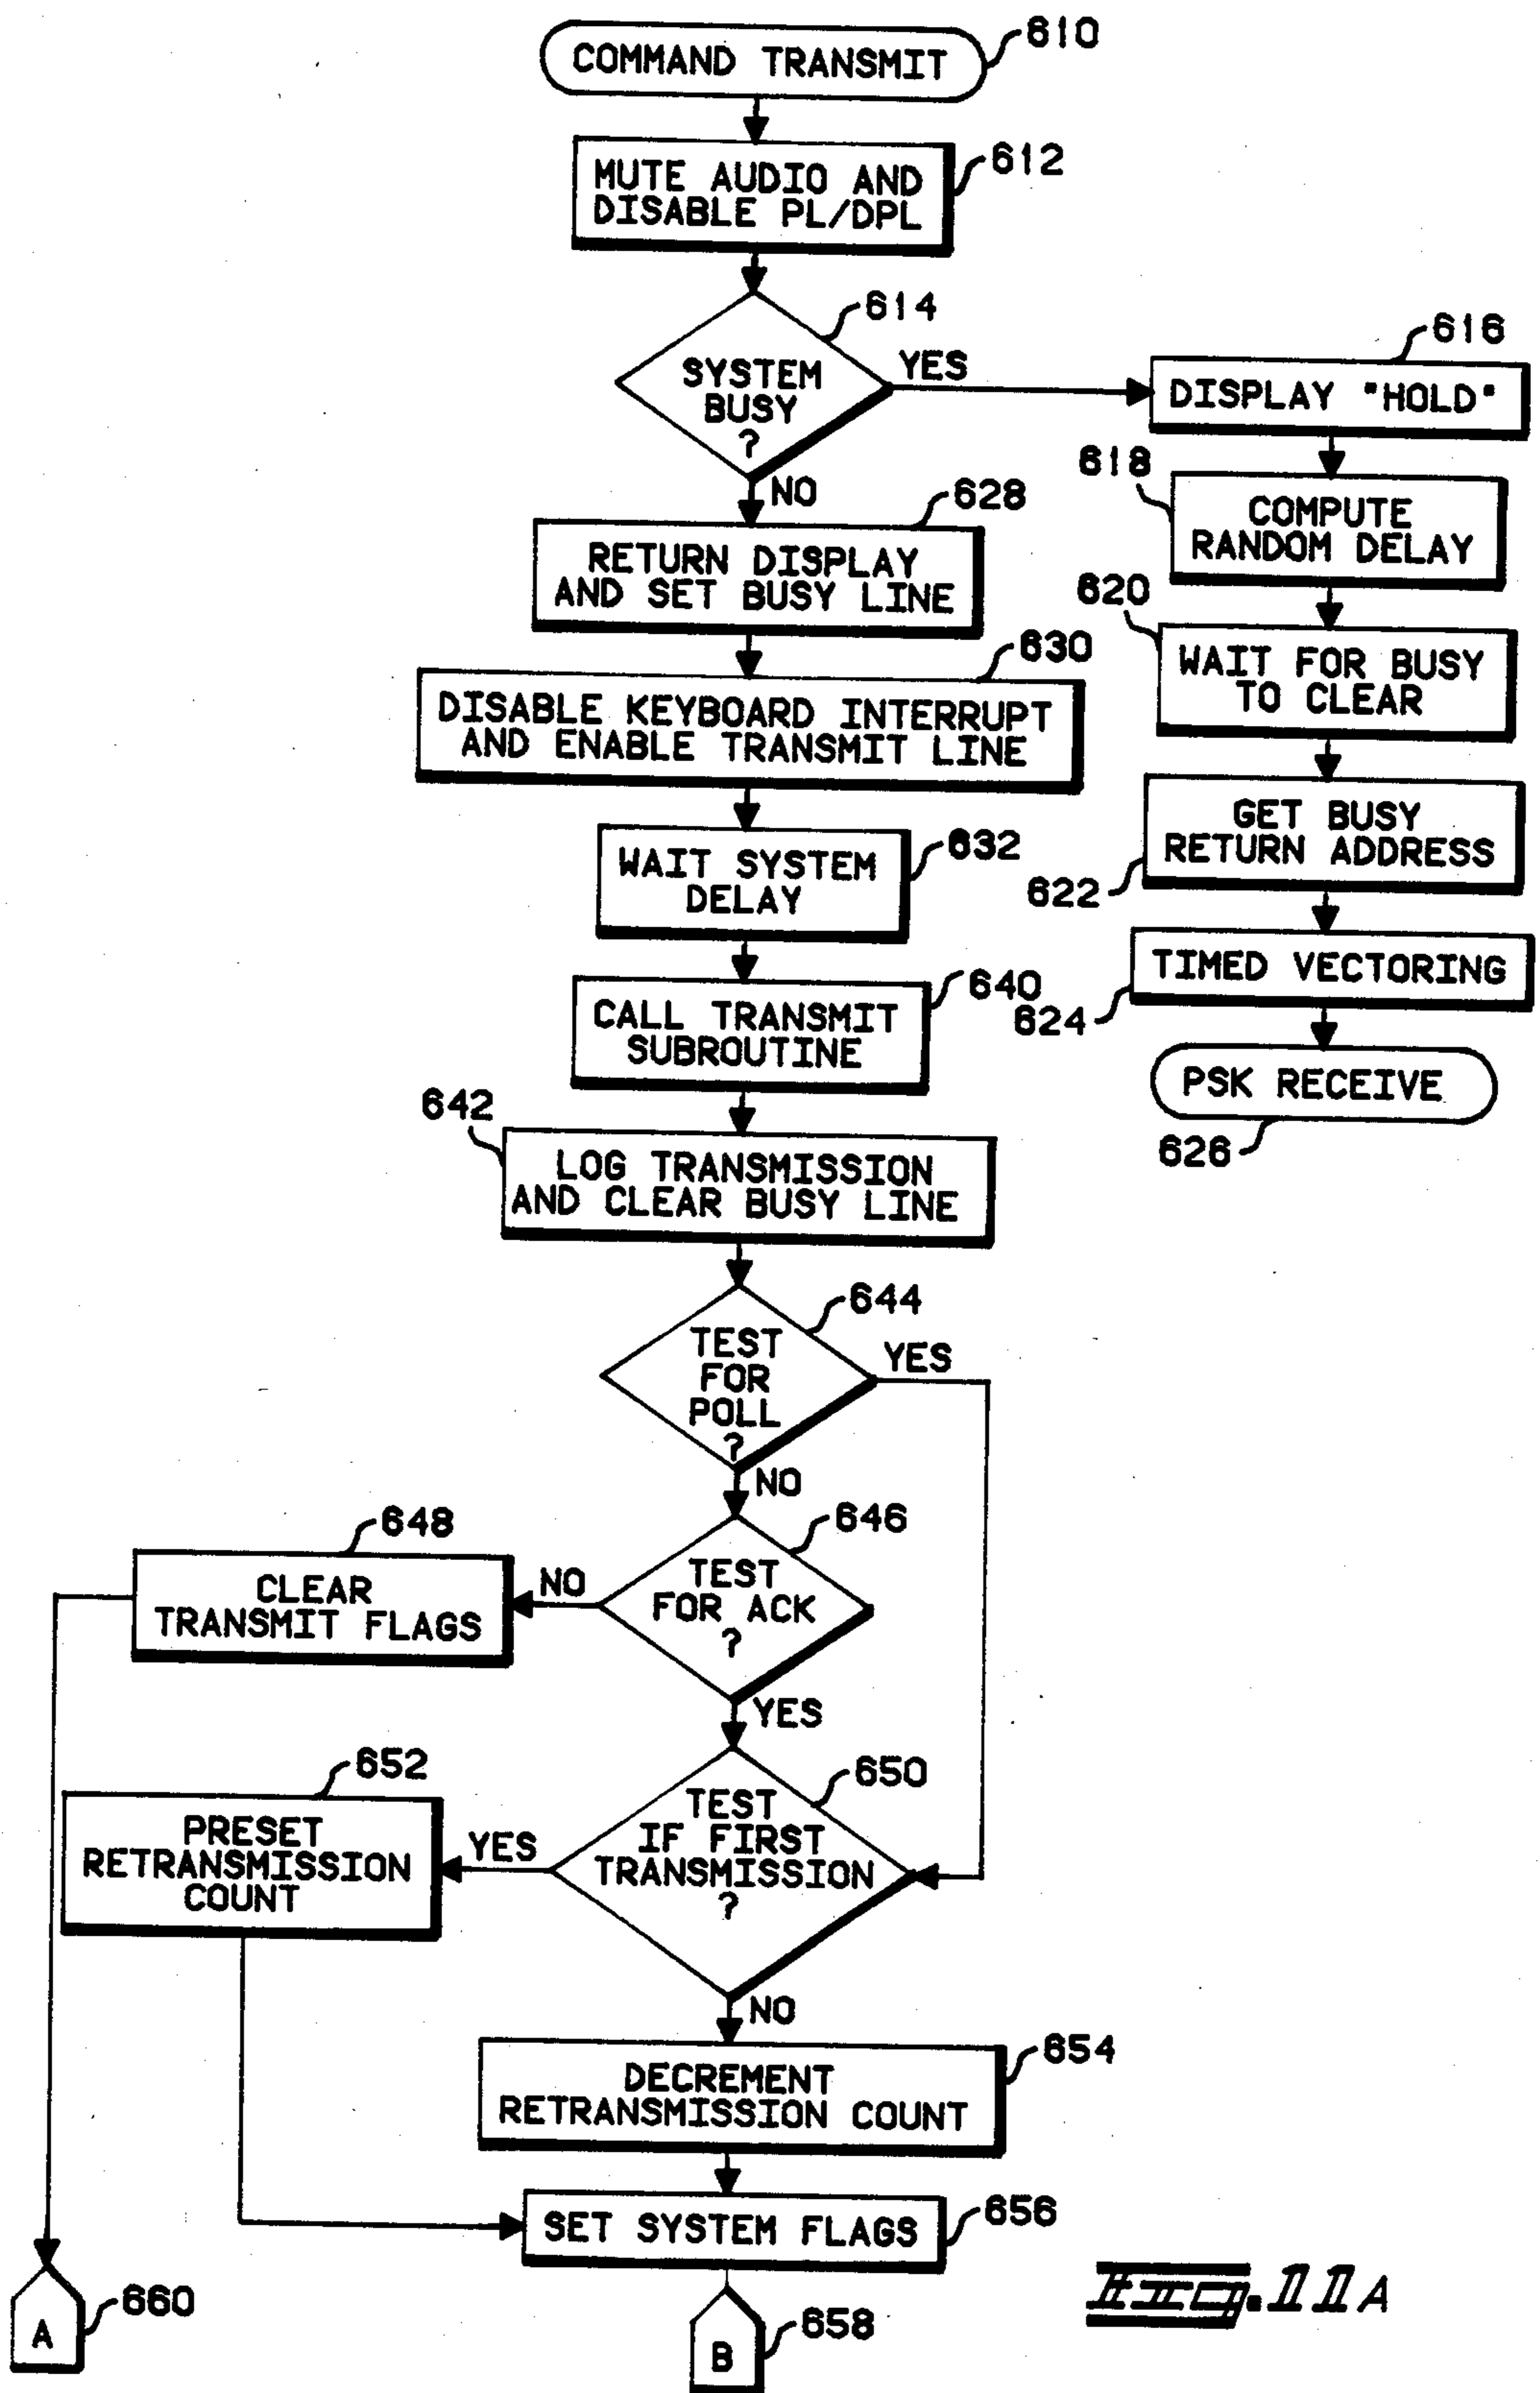 COMMAND TRANSMIT
610
MUTE AUDIO AND
DISABLE PL/DPL
612
SYSTEM
BUSY
?
614
YES
NO
DISPLAY "HOLD"
616
COMPUTE
RANDOM DELAY
618
WAIT FOR BUSY
TO CLEAR
620
GET BUSY
RETURN ADDRESS
622
TIMED VECTORING
624
PSK RECEIVE
626
RETURN DISPLAY
AND SET BUSY LINE
628
DISABLE KEYBOARD INTERRUPT
AND ENABLE TRANSMIT LINE
630
WAIT SYSTEM
DELAY
632
CALL TRANSMIT
SUBROUTINE
640
LOG TRANSMISSION
AND CLEAR BUSY LINE
642
TEST
FOR
POLL
?
644
YES
NO
TEST
FOR ACK
?
646
NO
YES
CLEAR
TRANSMIT FLAGS
648
TEST
IF FIRST
TRANSMISSION
?
650
YES
NO
PRESET
RETRANSMISSION
COUNT
652
DECREMENT
RETRANSMISSION COUNT
654
SET SYSTEM FLAGS
656
A
660
B
658
FIG. 11A